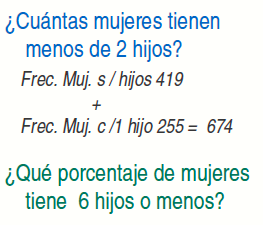 ¿Cuántas mujeres tienen
menos de 2 hijos?
Frec. Muj. s / hijos 419
+
Frec. Muj. c /1 hijo 255 = 674
¿Qué porcentaje de mujeres
tiene 6 hijos o menos?